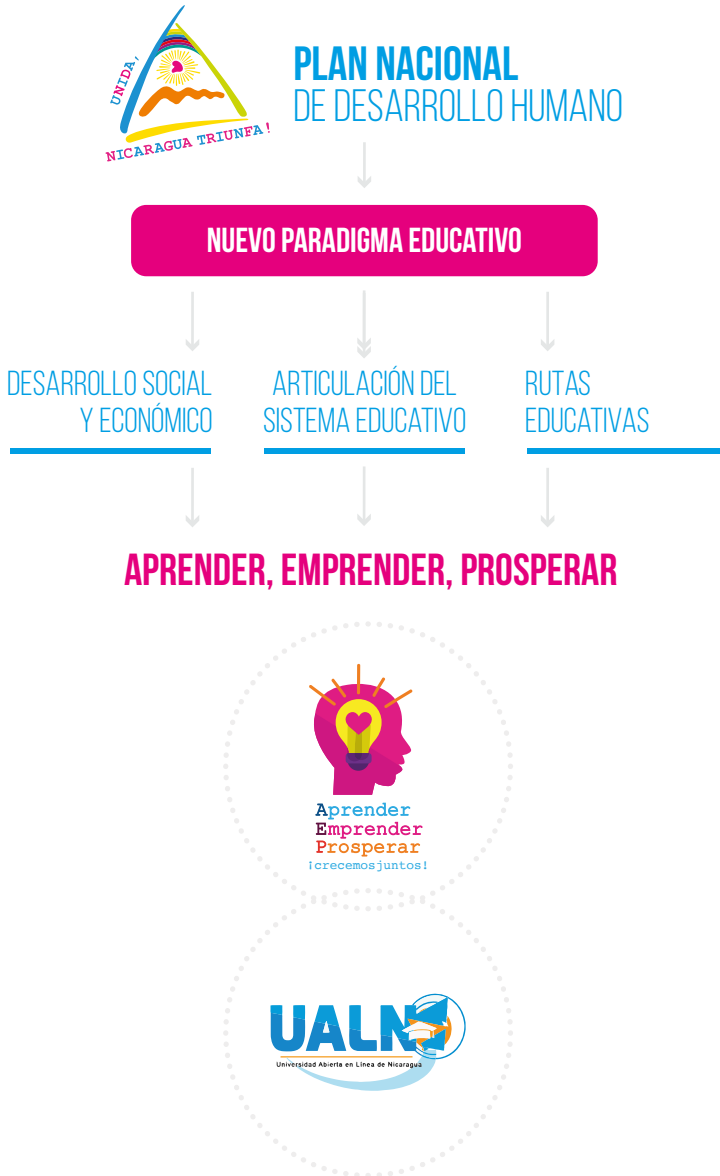 UNIDA,
NICARAGUA TRIUNFA!
PLAN NACIONAL
DE DESARROLLO HUMANO
NUEVO PARADIGMA EDUCATIVO
DESARROLLO SOCIAL
Y ECONÓMICO
ARTICULACIÓN DEL
SISTEMA EDUCATIVO
RUTAS
EDUCATIVAS
APRENDER, EMPRENDER, PROSPERAR
Aprender
Emprender
Prosperar
¡crecemosjuntos!
UALN
Universidad Abierta en Línea de Nicaragua